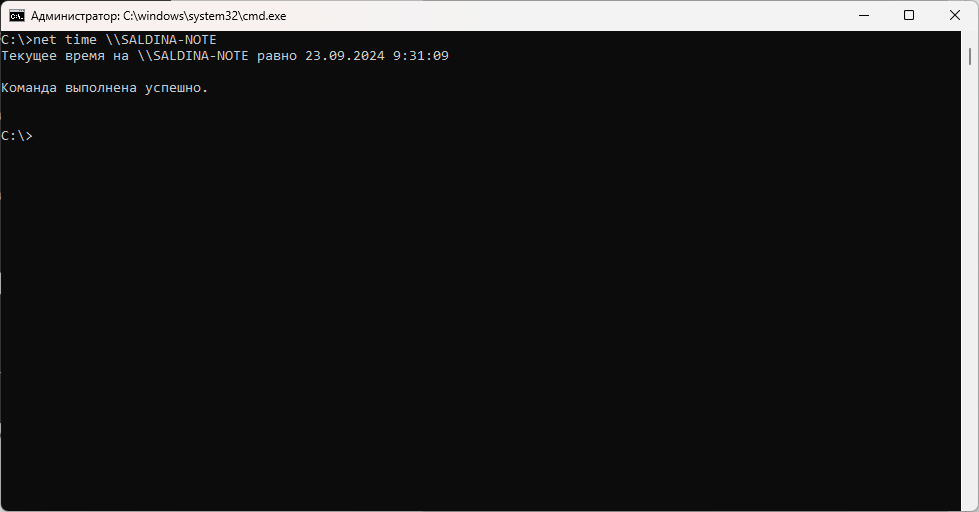 Администратор: C:\windows\system32\cmd.exe
C:\>net time \\SALDINA-NOTE
Текущее время на \\SALDINA-NOTE равно 23.09.2024 9:31:09
Команда выполнена успешно.
C:\>